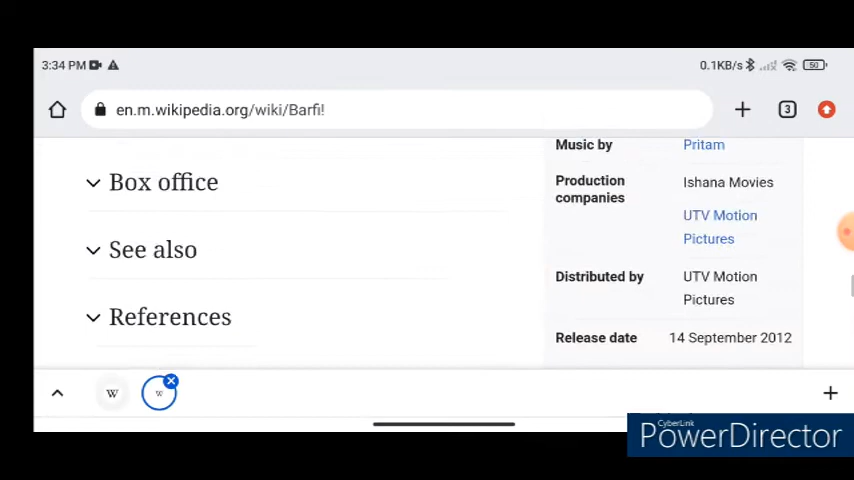 3:34 PM
0.1KB/s
50
en.m.wikipedia.org/wiki/Barfi!
3
Music by Pritam
Box office
Production companies
Ishana Movies
UTV Motion Pictures
See also
Distributed by
UTV Motion Pictures
References
Release date 14 September 2012
W
W
CyberLink
PowerDirector